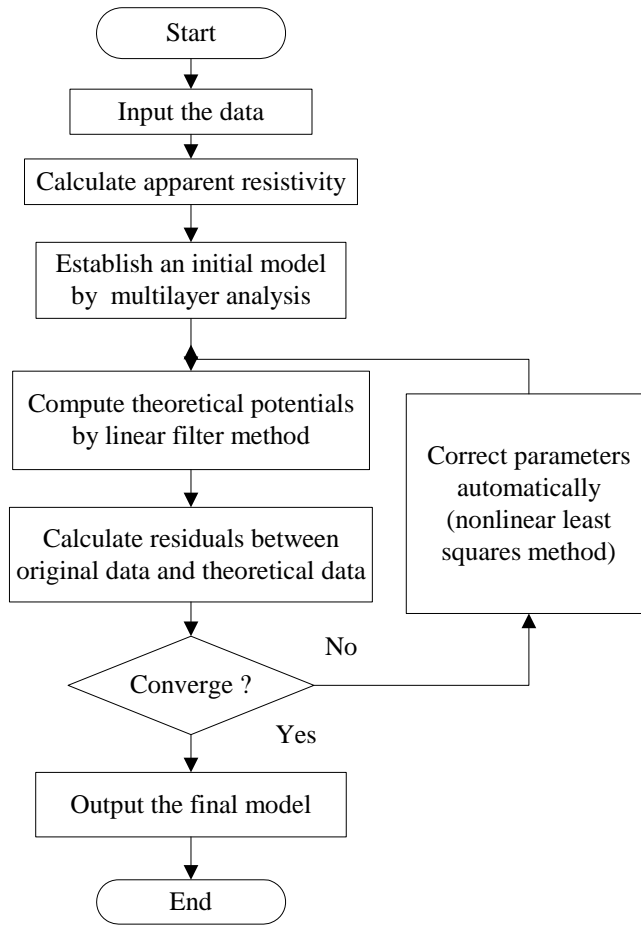 Start
Input the data
Calculate apparent resistivity
Establish an initial model
by multilayer analysis
Compute theoretical potentials
by linear filter method
Correct parameters
automatically
(nonlinear least
squares method)
Calculate residuals between
original data and theoretical data
No
Converge ?
Yes
Output the final model
End